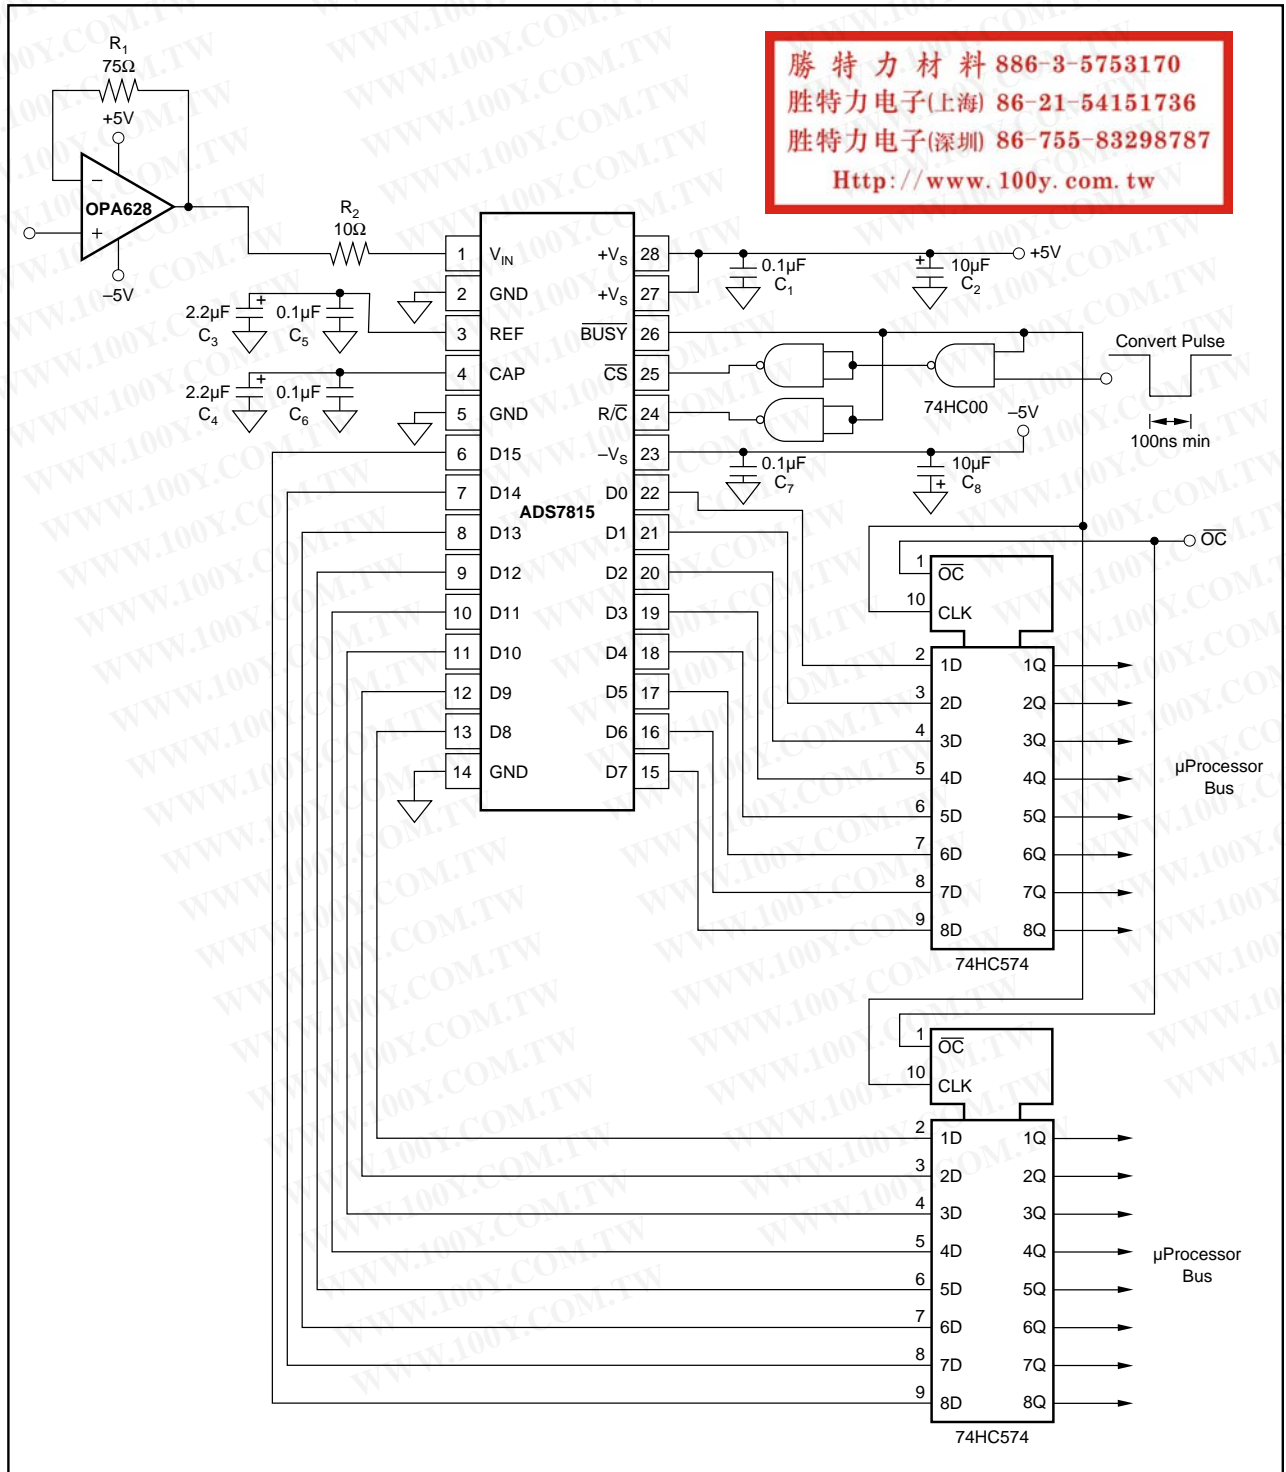 R1
75Ω
+5V
−
OPA628
+
–5V
R2
10Ω
勝 特 力 材 料 886-3-5753170
胜特力电子(上海) 86-21-54151736
胜特力电子(深圳) 86-755-83298787
Http://www.100y.com.tw
1 VIN +VS 28
2 GND +VS 27
3 REF BUSY 26
4 CAP CS 25
5 GND R/C 24
6 D15 –VS 23
7 D14 D0 22
ADS7815
8 D13 D1 21
9 D12 D2 20
10 D11 D3 19
11 D10 D4 18
12 D9 D5 17
13 D8 D6 16
14 GND D7 15
2.2µF + 0.1µF
C3 C5
2.2µF + 0.1µF
C4 C6
0.1µF
C1
+ 10µF
C2
+5V
Convert Pulse
100ns min
74HC00
–5V
0.1µF
C7
10µF
+ C8
OC
1 OC
10 CLK
2 1D 1Q
3 2D 2Q
4 3D 3Q
5 4D 4Q
6 5D 5Q
7 6D 6Q
8 7D 7Q
9 8D 8Q
74HC574
µProcessor
Bus
1 OC
10 CLK
2 1D 1Q
3 2D 2Q
4 3D 3Q
5 4D 4Q
6 5D 5Q
7 6D 6Q
8 7D 7Q
9 8D 8Q
74HC574
µProcessor
Bus
WWW.100Y.COM.TW